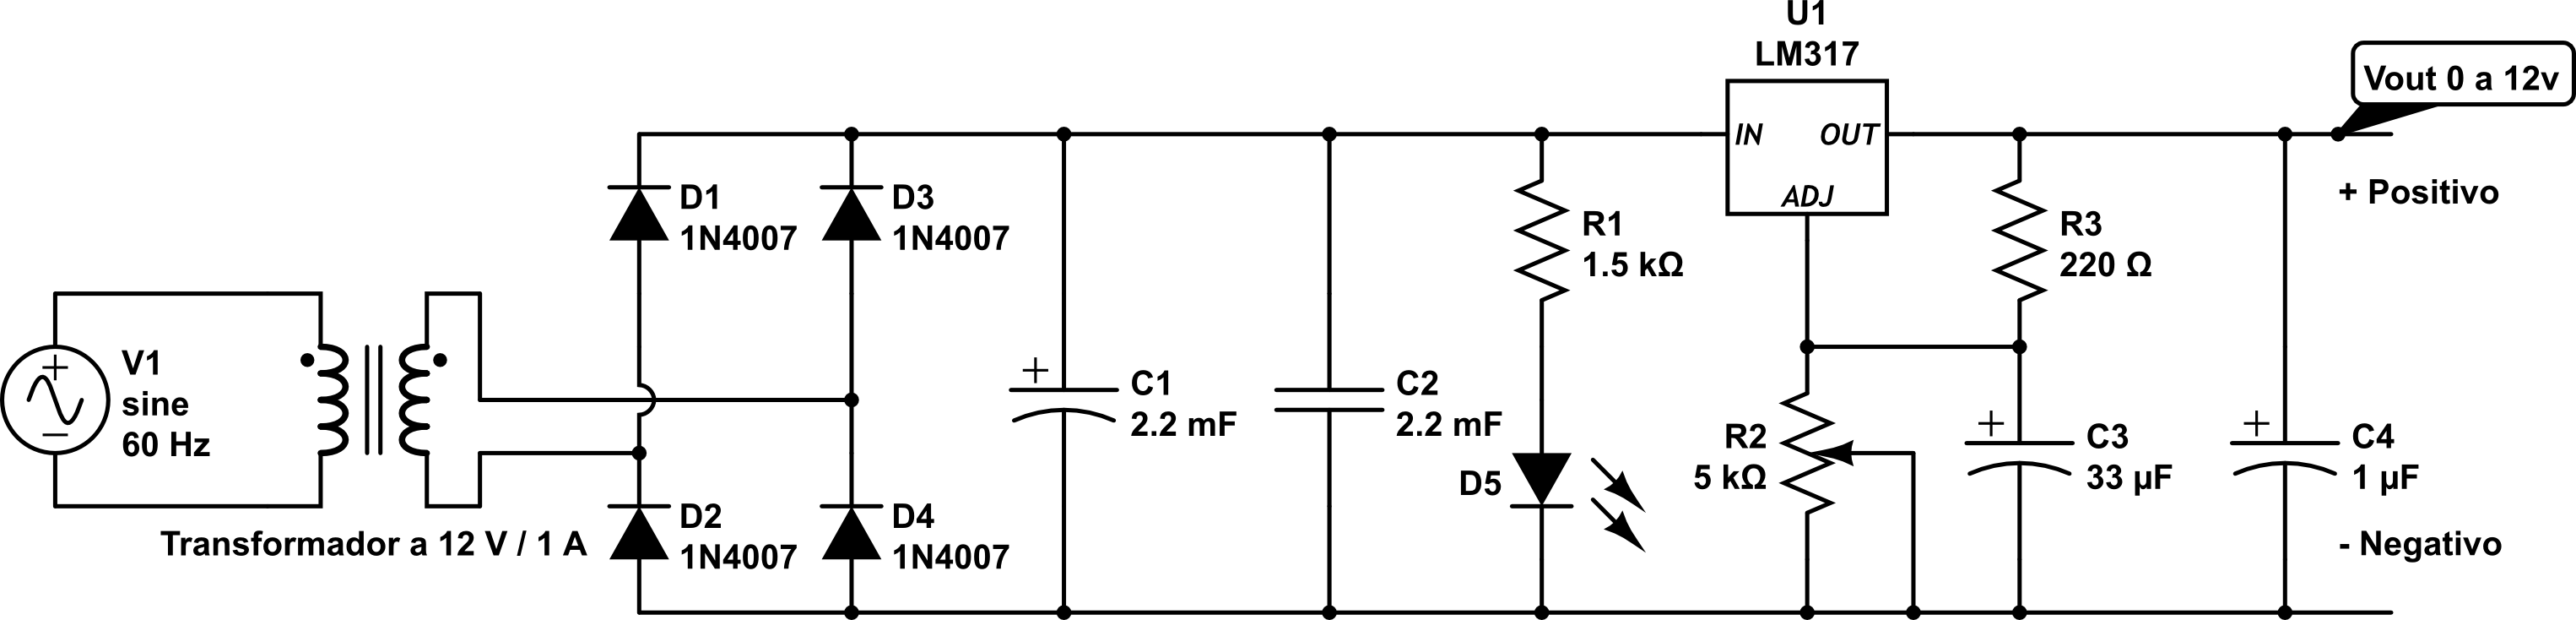 U1
LM317
Vout 0 a 12v
IN
OUT
ADJ
+ Positivo
D1
1N4007
D3
1N4007
R1
1.5 kΩ
R3
220 Ω
V1
sine
60 Hz
+
C1
2.2 mF
C2
2.2 mF
R2
5 kΩ
+
C3
33 µF
+
C4
1 µF
D5
D2
1N4007
D4
1N4007
Transformador a 12 V / 1 A
- Negativo